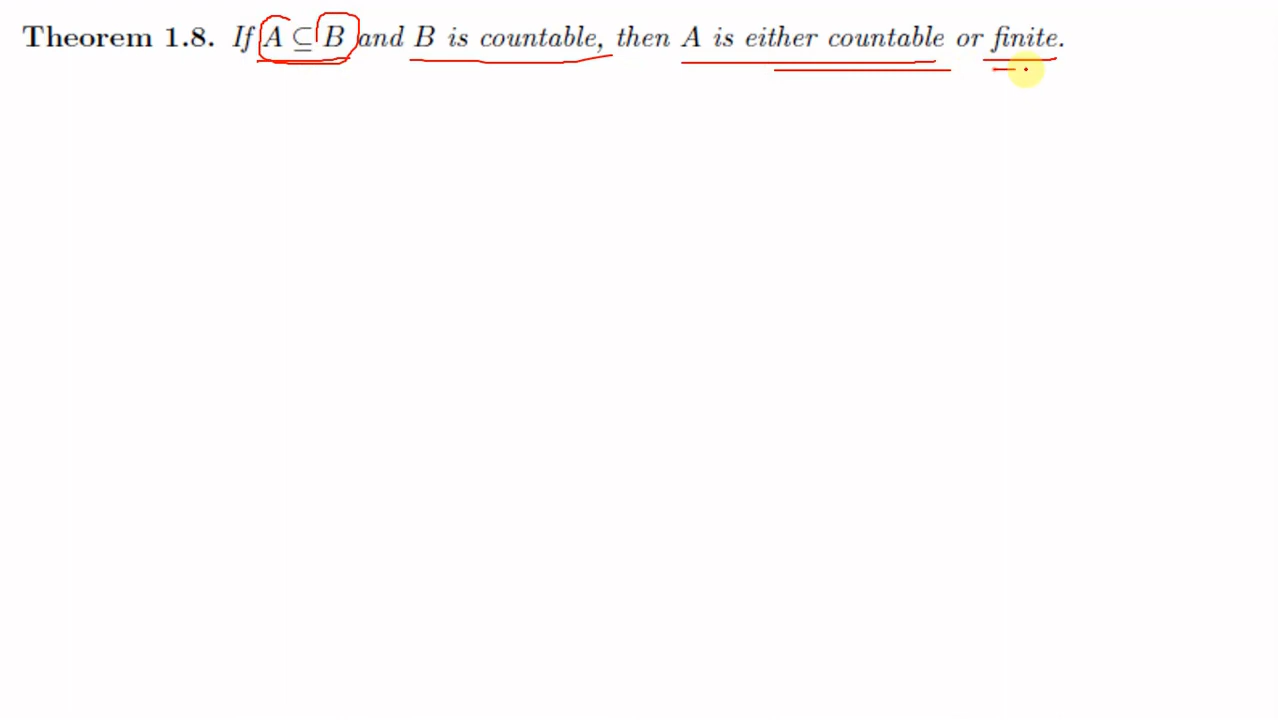 Theorem 1.8. If A ⊆ B and B is countable, then A is either countable or finite.